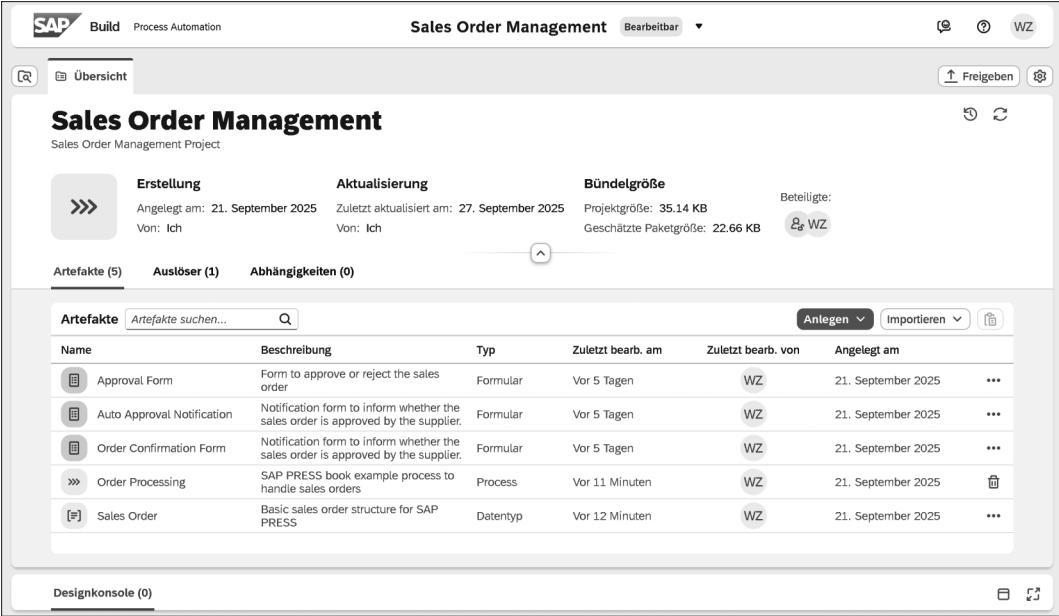 SAP Build Process Automation Sales Order Management Bearbeitbar WZ
Übersicht Freigeben
Sales Order Management
Sales Order Management Project
Erstellung Aktualisierung Bündelgröße
Beteiligte:
Angelegt am: 21. September 2025 Zuletzt aktualisiert am: 27. September 2025 Projektgröße: 35.14 KB
WZ
Von: Ich Von: Ich Geschätzte Paketgröße: 22.66 KB
Artefakte (5) Auslöser (1) Abhängigkeiten (0)
Artefakte Artefakte suchen... Anlegen Importieren
Name Beschreibung Typ Zuletzt bearb. am Zuletzt bearb. von Angelegt am
Approval Form Form to approve or reject the sales
order Formular Vor 5 Tagen WZ 21. September 2025
Auto Approval Notification Notification form to inform whether the
sales order is approved by the supplier. Formular Vor 5 Tagen WZ 21. September 2025
Order Confirmation Form Notification form to inform whether the
sales order is approved by the supplier. Formular Vor 5 Tagen WZ 21. September 2025
Order Processing SAP PRESS book example process to
handle sales orders Process Vor 11 Minuten WZ 21. September 2025
Sales Order Basic sales order structure for SAP
PRESS Datentyp Vor 12 Minuten WZ 21. September 2025
Designkonsole (0)